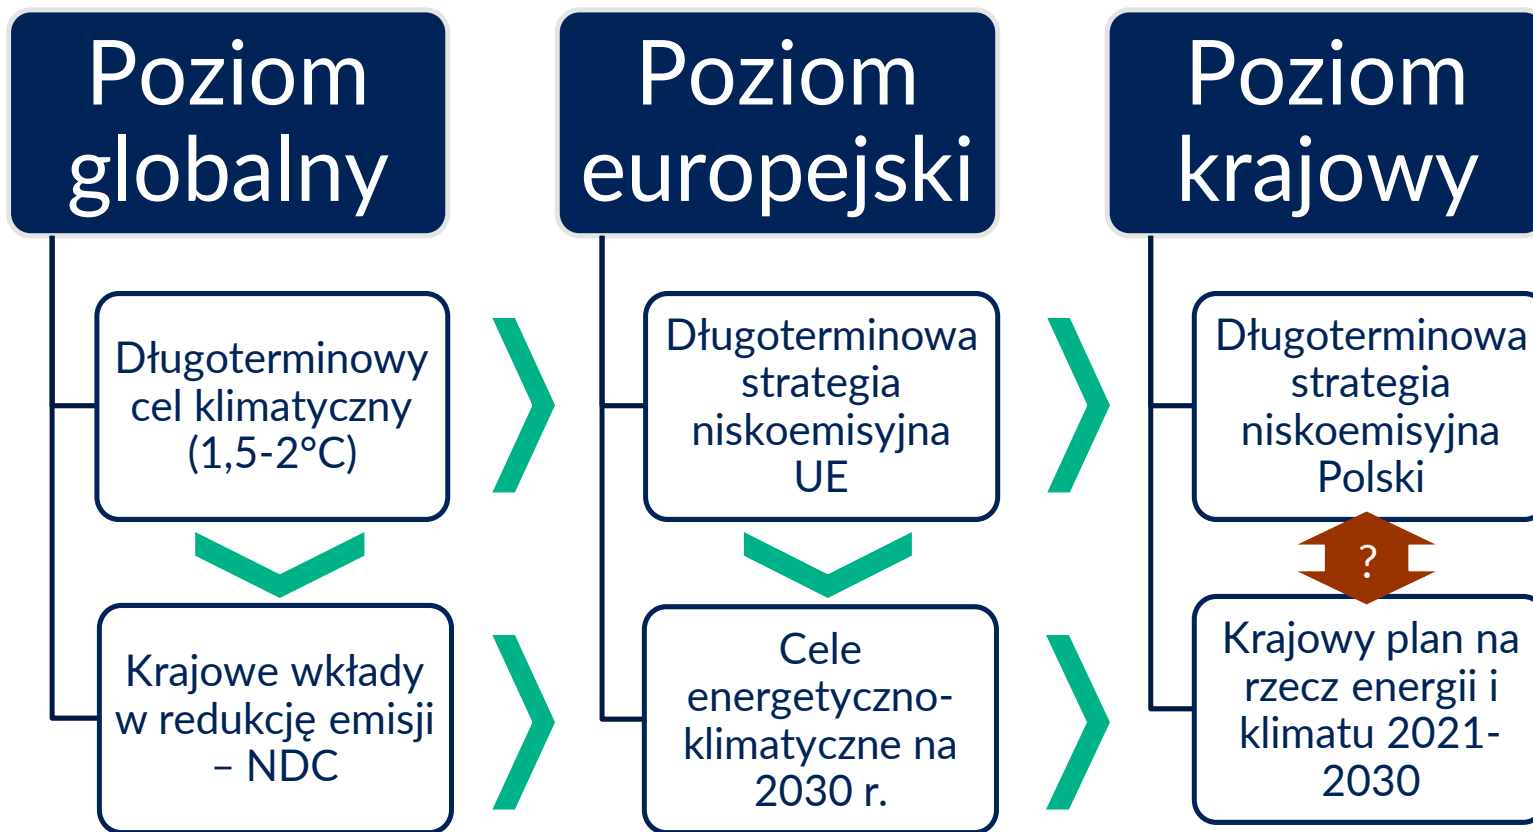 Poziom
globalny
Poziom
europejski
Poziom
krajowy
Długoterminowy
cel klimatyczny
(1,5-2°C)
Długoterminowa
strategia
niskoemisyjna
UE
Długoterminowa
strategia
niskoemisyjna
Polski
?
Krajowe wkłady
w redukcję emisji
– NDC
Cele
energetyczno-
klimatyczne na
2030 r.
Krajowy plan na
rzecz energii i
klimatu 2021-
2030